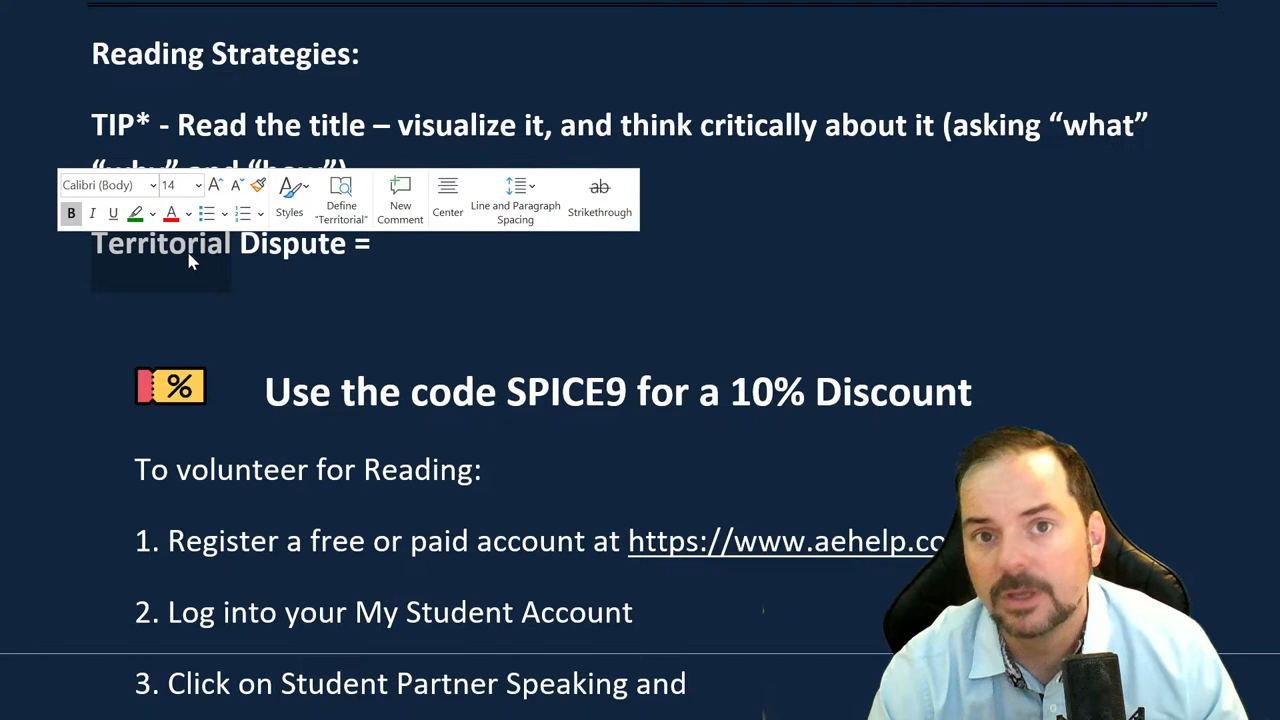 Reading Strategies:
TIP* - Read the title – visualize it, and think critically about it (asking “what”
“why” and “how”)
Calibri (Body) 14 Styles Define "Territorial" New Comment Center Line and Paragraph Spacing Strikethrough
B I U A
Territorial Dispute =
% Use the code SPICE9 for a 10% Discount
To volunteer for Reading:
1. Register a free or paid account at https://www.aehelp.co
2. Log into your My Student Account
3. Click on Student Partner Speaking and